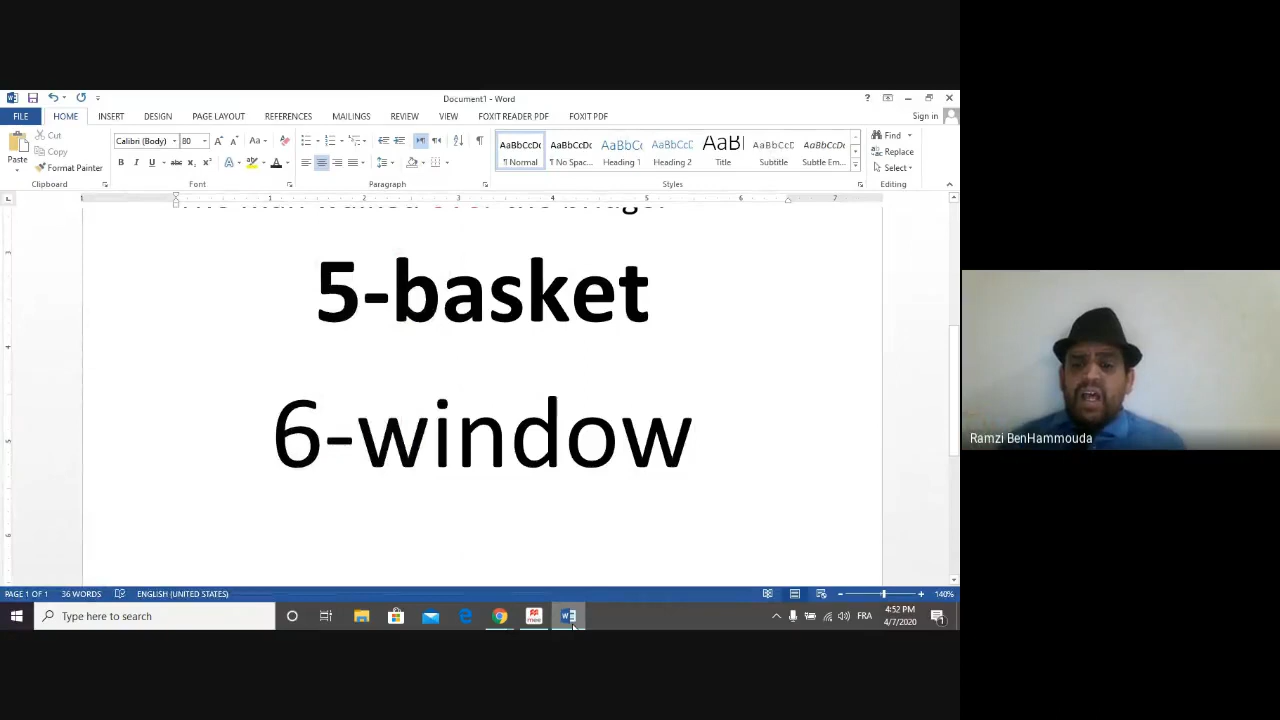 Document1 - Word
Sign in
FILE HOME INSERT DESIGN PAGE LAYOUT REFERENCES MAILINGS REVIEW VIEW FOXIT READER PDF FOXIT PDF
Cut
Copy
Format Painter
Paste
Clipboard
Calibri (Body) 80
Font
Paragraph
AaBbCcDc AaBbCcDc AaBbCc AaBbCcC AaBl AaBbCcD AaBbCcDc
¶ Normal ¶ No Spac... Heading 1 Heading 2 Title Subtitle Subtle Em...
Styles
Find
Replace
Select
Editing
5-basket
6-window
Ramzi BenHammouda
PAGE 1 OF 1 36 WORDS ENGLISH (UNITED STATES) 140%
Type here to search
FRA
4:52 PM
4/7/2020